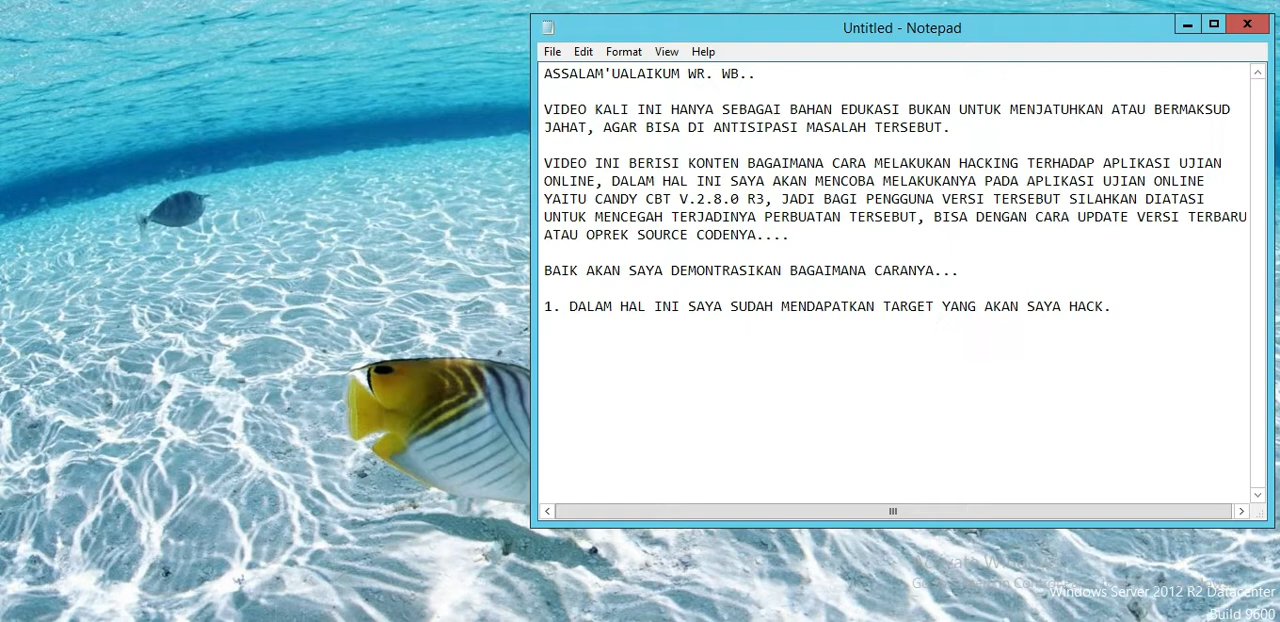 Untitled - Notepad
File Edit Format View Help
ASSALAM'UALAIKUM WR. WB..
VIDEO KALI INI HANYA SEBAGAI BAHAN EDUKASI BUKAN UNTUK MENJATUHKAN ATAU BERMAKSUD
JAHAT, AGAR BISA DI ANTISIPASI MASALAH TERSEBUT.
VIDEO INI BERISI KONTEN BAGAIMANA CARA MELAKUKAN HACKING TERHADAP APLIKASI UJIAN
ONLINE, DALAM HAL INI SAYA AKAN MENCOBA MELAKUKANYA PADA APLIKASI UJIAN ONLINE
YAITU CANDY CBT V.2.8.0 R3, JADI BAGI PENGGUNA VERSI TERSEBUT SILAHKAN DIATASI
UNTUK MENCEGAH TERJADINYA PERBUATAN TERSEBUT, BISA DENGAN CARA UPDATE VERSI TERBARU
ATAU OPREK SOURCE CODENYA....
BAIK AKAN SAYA DEMONTRASIKAN BAGAIMANA CARANYA...
1. DALAM HAL INI SAYA SUDAH MENDAPATKAN TARGET YANG AKAN SAYA HACK.
Windows Server 2012 R2 Datacenter
Build 9600